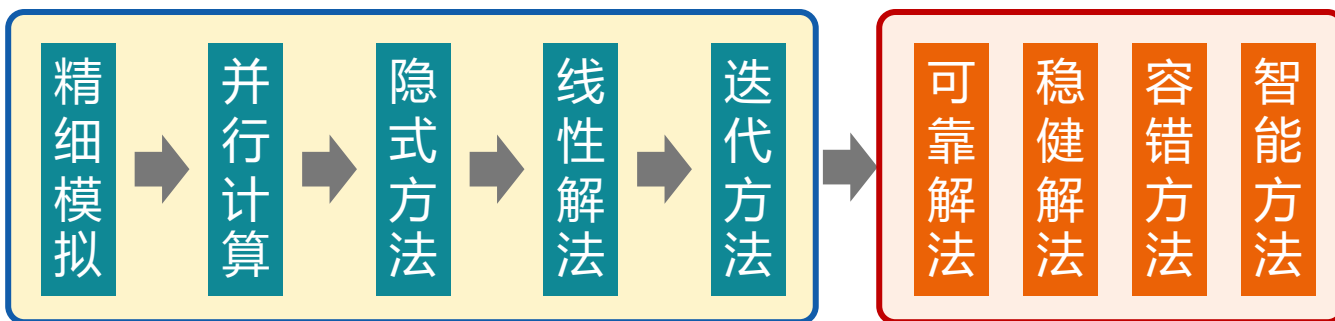 精细模拟
并行计算
隐式方法
线性解法
迭代方法
可靠解法
稳健解法
容错方法
智能方法